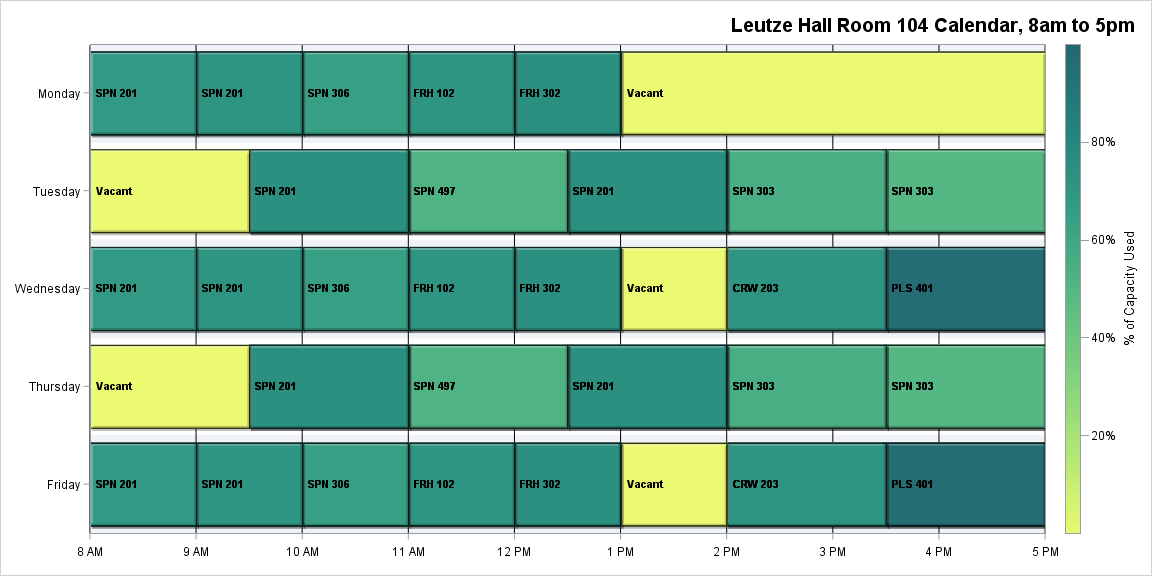 Leutze Hall Room 104 Calendar, 8am to 5pm
Monday
SPN 201
SPN 201
SPN 306
FRH 102
FRH 302
Vacant
Tuesday
Vacant
SPN 201
SPN 497
SPN 201
SPN 303
SPN 303
Wednesday
SPN 201
SPN 201
SPN 306
FRH 102
FRH 302
Vacant
CRW 203
PLS 401
Thursday
Vacant
SPN 201
SPN 497
SPN 201
SPN 303
SPN 303
Friday
SPN 201
SPN 201
SPN 306
FRH 102
FRH 302
Vacant
CRW 203
PLS 401
8 AM
9 AM
10 AM
11 AM
12 PM
1 PM
2 PM
3 PM
4 PM
5 PM
80%
60%
40%
20%
% of Capacity Used